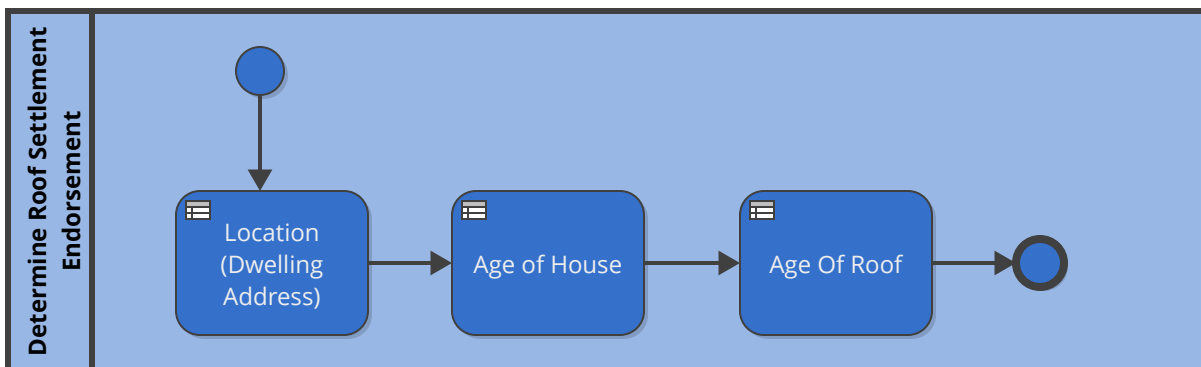 Determine Roof Settlement
Endorsement
Location
(Dwelling
Address)
Age of House
Age Of Roof